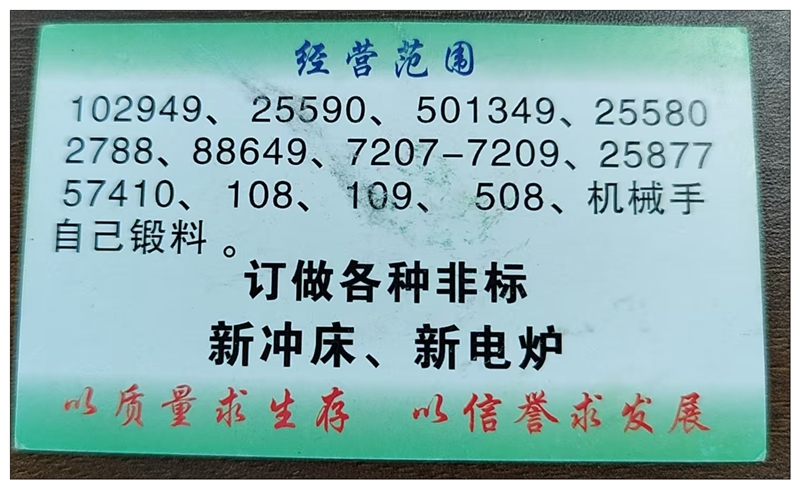 经营范围
102949、25590、501349、25580
2788、88649、7207-7209、25877
57410、108、109、508、机械手
自己锻料。
订做各种非标
新冲床、新电炉
以质量求生存 以信誉求发展